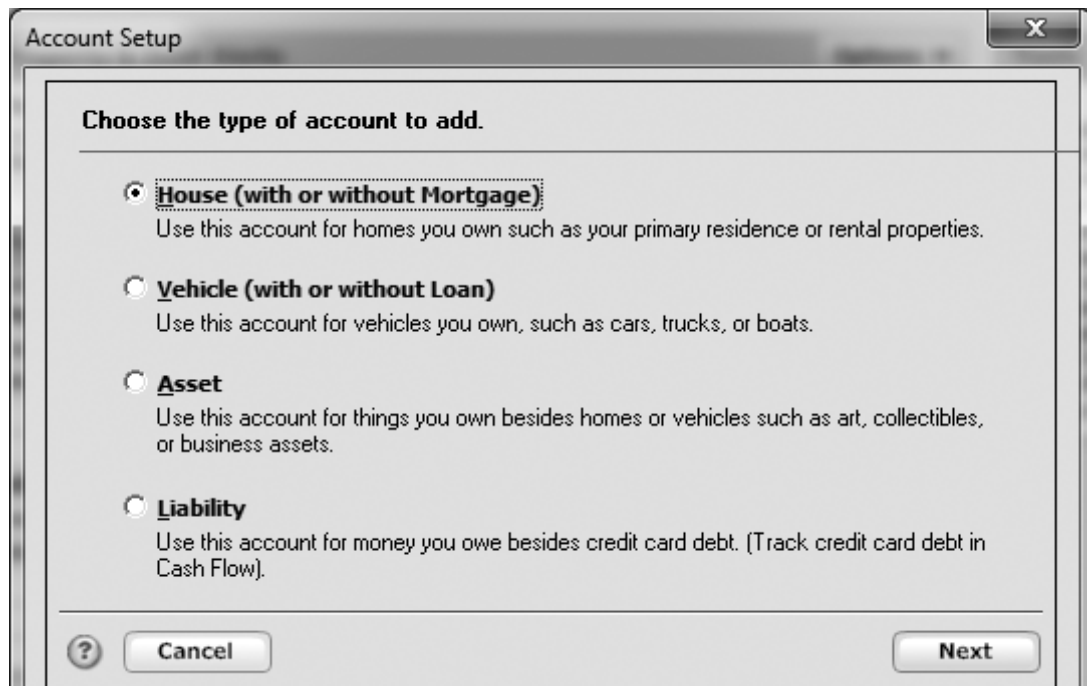 Account Setup
X
Choose the type of account to add.
House (with or without Mortgage)
Use this account for homes you own such as your primary residence or rental properties.
Vehicle (with or without Loan)
Use this account for vehicles you own, such as cars, trucks, or boats.
Asset
Use this account for things you own besides homes or vehicles such as art, collectibles,
or business assets.
Liability
Use this account for money you owe besides credit card debt. (Track credit card debt in
Cash Flow).
? Cancel Next